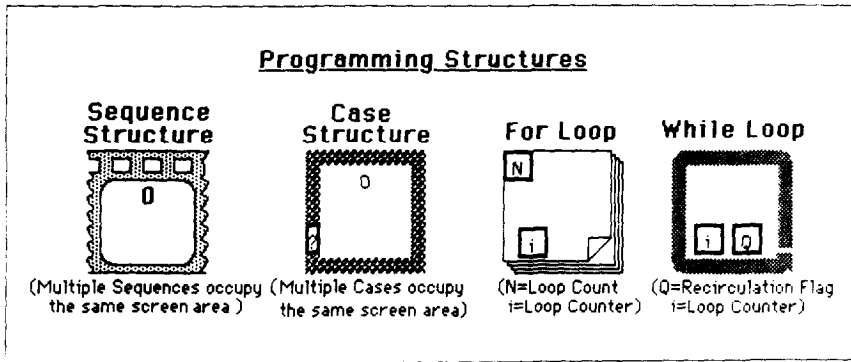 Programming Structures
Sequence
Structure
0
(Multiple Sequences occupy
the same screen area )
Case
Structure
0
?
(Multiple Cases occupy
the same screen area)
For Loop
N
i
(N=Loop Count
i=Loop Counter)
While Loop
i Q
(Q=Recirculation Flag
i=Loop Counter)